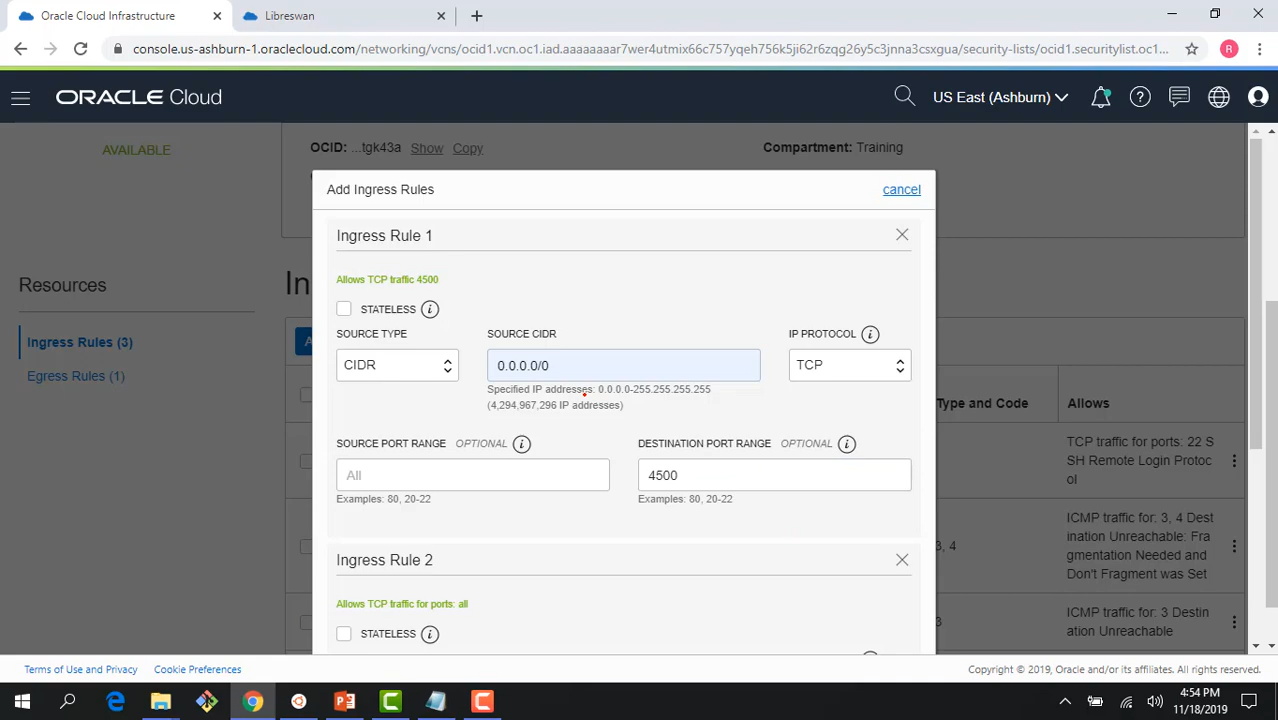 Oracle Cloud Infrastructure
Libreswan
console.us-ashburn-1.oraclecloud.com/networking/vcns/ocid1.vcn.oc1.iad.aaaaaaaar7wer4utmix66c757yqeh756k5ji62r6zqg26y5c3jnna3csxgua/security-lists/ocid1.securitylist.oc1...
R
ORACLE Cloud
US East (Ashburn)
AVAILABLE
OCID: ...tgk43a Show Copy
Compartment: Training
Add Ingress Rules
cancel
Ingress Rule 1
Allows TCP traffic 4500
STATELESS
SOURCE TYPE
SOURCE CIDR
IP PROTOCOL
CIDR
0.0.0.0/0
TCP
Specified IP addresses: 0.0.0.0-255.255.255.255
(4,294,967,296 IP addresses)
SOURCE PORT RANGE OPTIONAL
DESTINATION PORT RANGE OPTIONAL
All
4500
Examples: 80, 20-22
Examples: 80, 20-22
Ingress Rule 2
Allows TCP traffic for ports: all
STATELESS
Resources
Ingress Rules (3)
Egress Rules (1)
In
A
Type and Code
Allows
TCP traffic for ports: 22 S
SH Remote Login Protoc
ol
3, 4
ICMP traffic for: 3, 4 Dest
ination Unreachable: Fra
gmentation Needed and
Don't Fragment was Set
3
ICMP traffic for: 3 Destin
ation Unreachable
Terms of Use and Privacy
Cookie Preferences
Copyright © 2019, Oracle and/or its affiliates. All rights reserved.
4:54 PM
11/18/2019